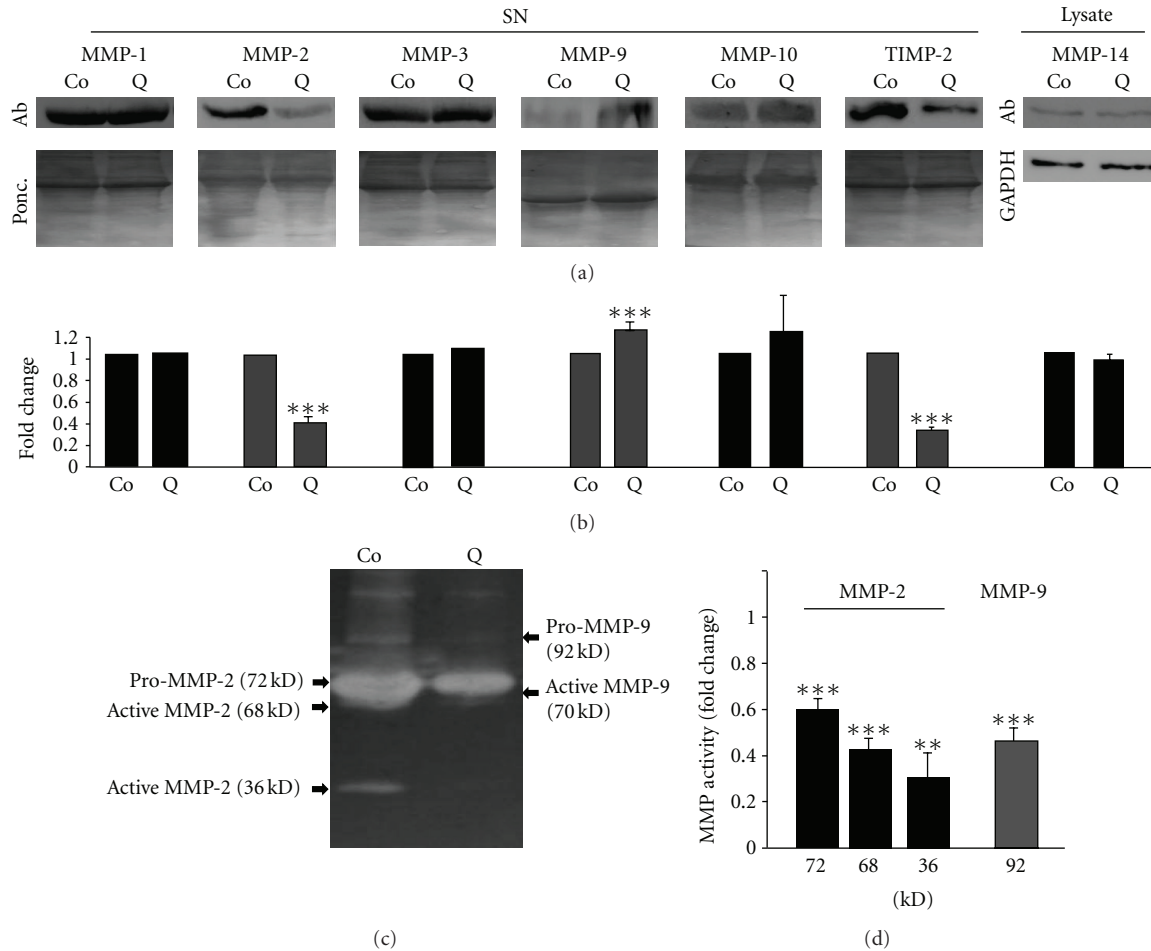 SN
Lysate
MMP-1 MMP-2 MMP-3 MMP-9 MMP-10 TIMP-2 MMP-14
Co Q Co Q Co Q Co Q Co Q Co Q Co Q
Ab
Ab
Ponc.
GAPDH
(a)
Fold change
1.2
1
0.8
0.6
0.4
0.2
0
***
***
***
Co Q Co Q Co Q Co Q Co Q Co Q Co Q
(b)
Co Q
Pro-MMP-9
(92 kD)
Pro-MMP-2 (72 kD)
Active MMP-9
(70 kD)
Active MMP-2 (68 kD)
Active MMP-2 (36 kD)
(c)
MMP activity (fold change)
1
0.8
0.6
0.4
0.2
0
MMP-2 MMP-9
***
***
**
***
72 68 36 92
(kD)
(d)